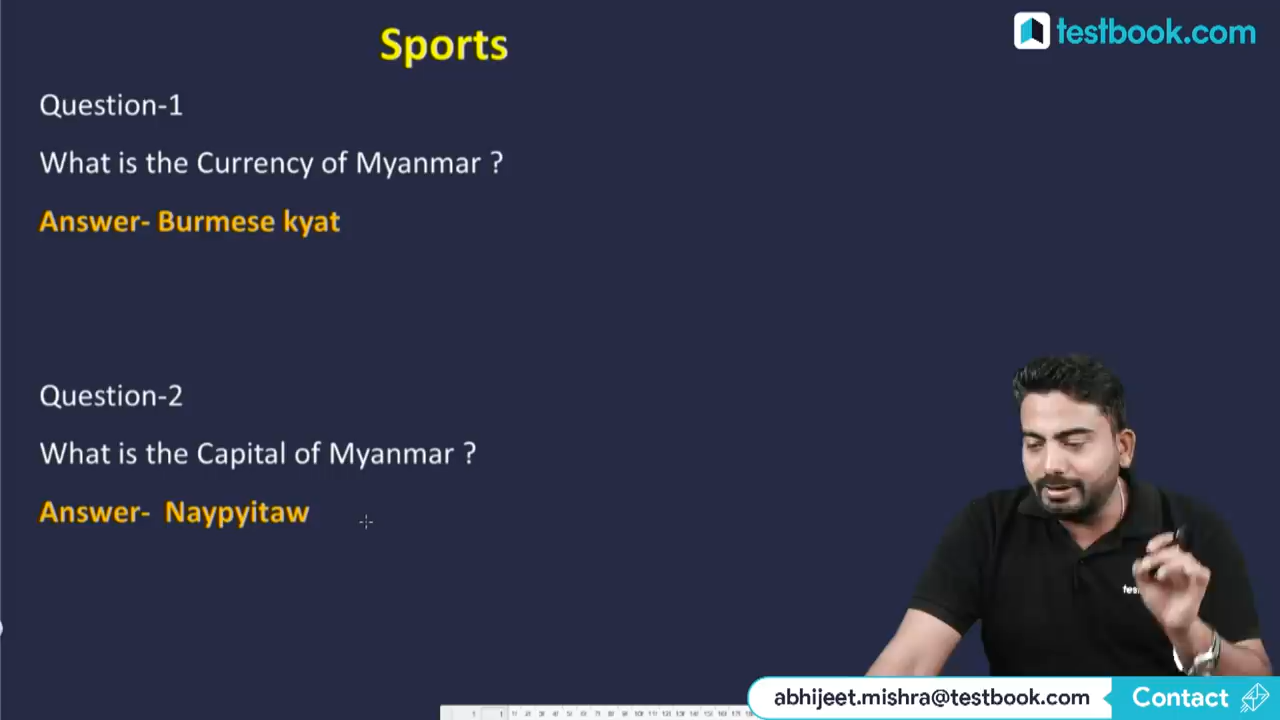 Sports
testbook.com
Question-1
What is the Currency of Myanmar ?
Answer- Burmese kyat
Question-2
What is the Capital of Myanmar ?
Answer- Naypyitaw
abhijeet.mishra@testbook.com
Contact